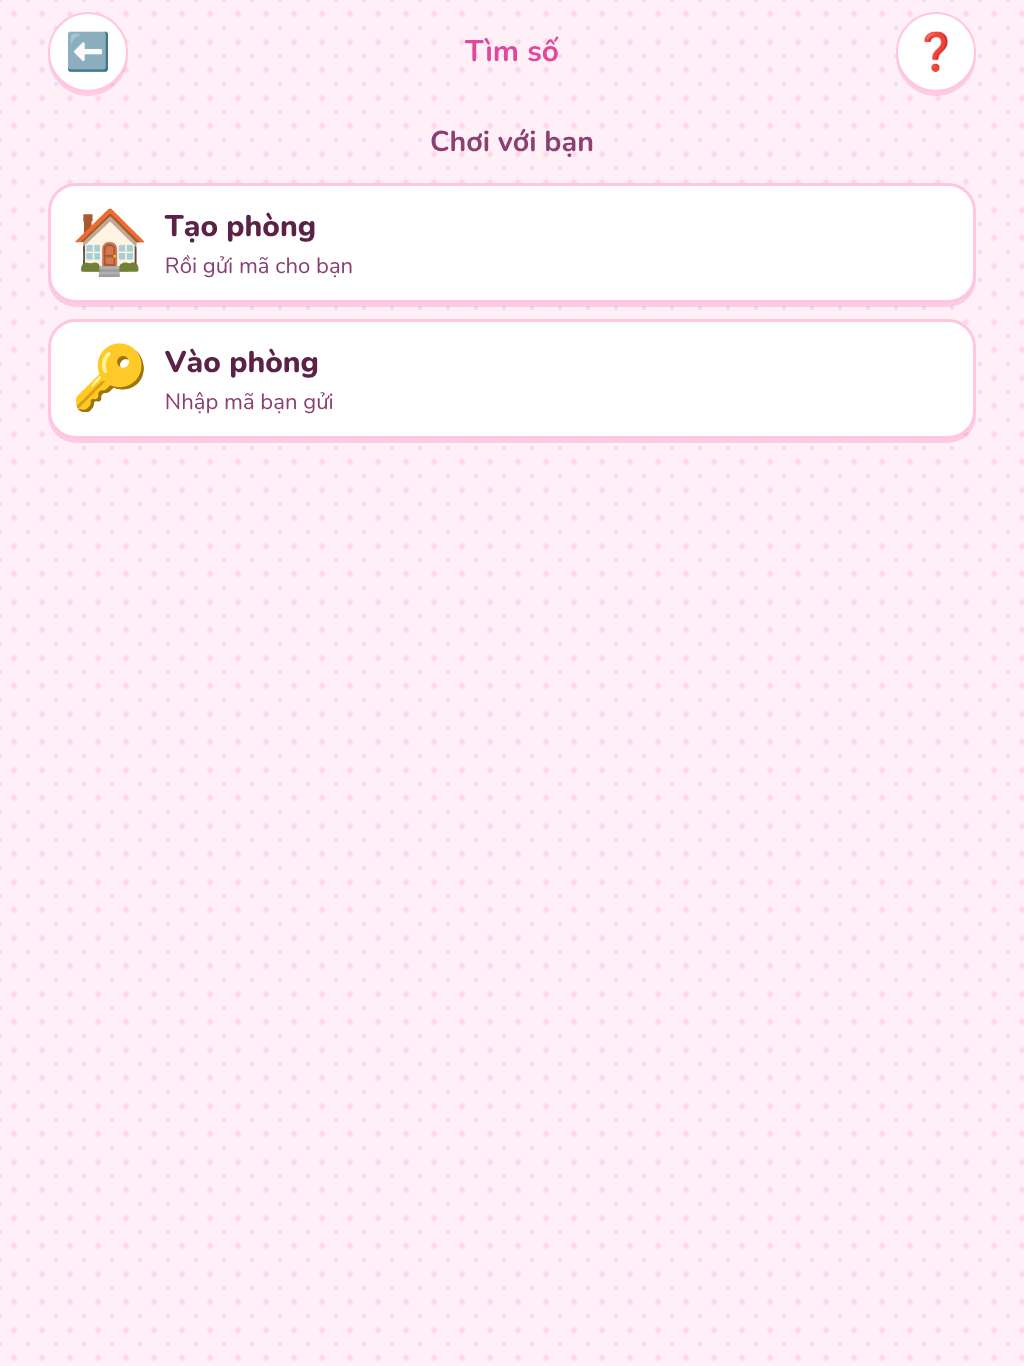 Tìm số
Chơi với bạn
Tạo phòng
Rồi gửi mã cho bạn
Vào phòng
Nhập mã bạn gửi